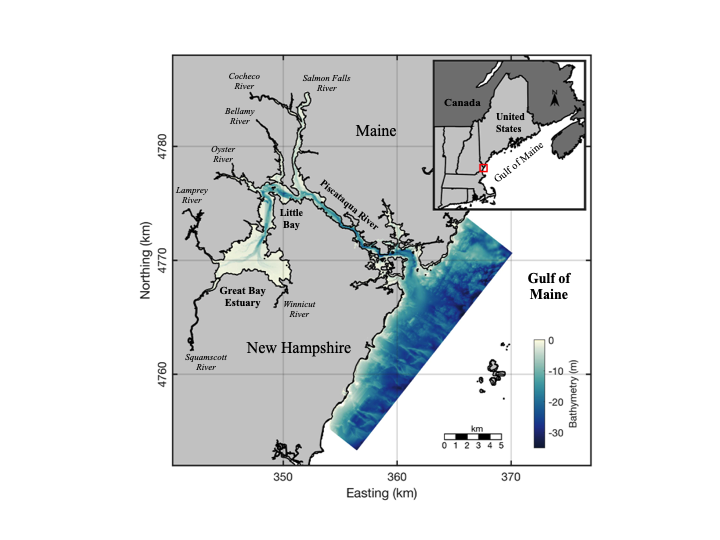 Cocheco
River
Salmon Falls
River
Bellamy
River
Oyster
River
Lamprey
River
Maine
Piscataqua River
Little
Bay
Great Bay
Estuary
Winnicut
River
Squamscott
River
New Hampshire
Gulf of
Maine
Canada
N
United
States
Gulf of Maine
km
0 1 2 3 4 5
0
-10
-20
-30
Bathymetry (m)
4780
4770
4760
Northing (km)
350
360
370
Easting (km)